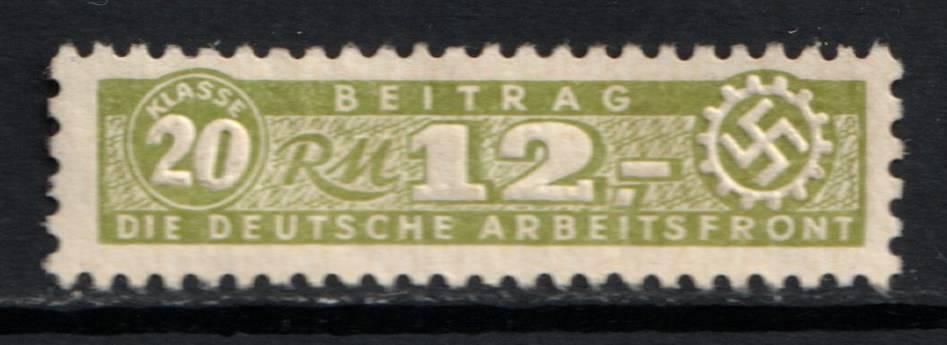 KLASSE
20
BEITRAG
RM 12,-
DIE DEUTSCHE ARBEITSFRONT